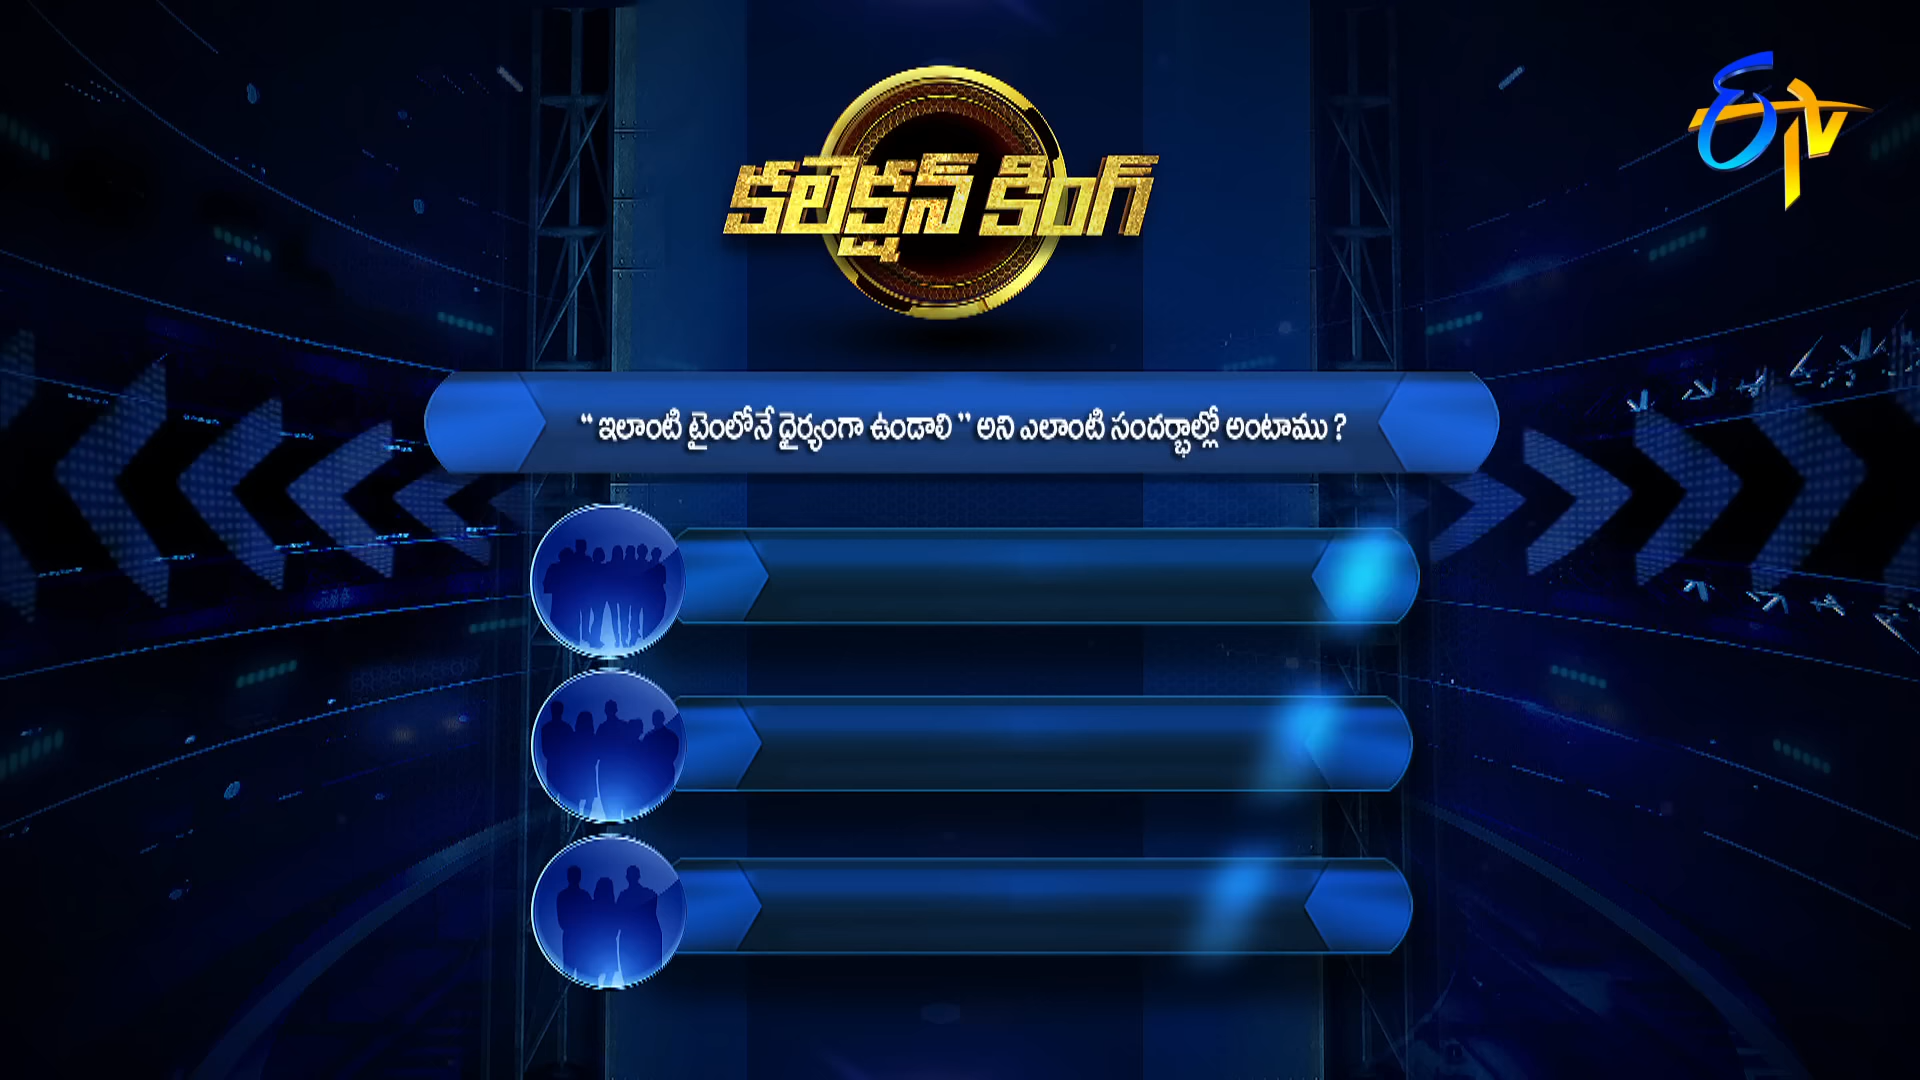 ETV
కలెక్షన్ కింగ్
“ ఇలాంటి టైంలోనే ధైర్యంగా ఉండాలి ” అని ఎలాంటి సందర్భాల్లో అంటాము ?